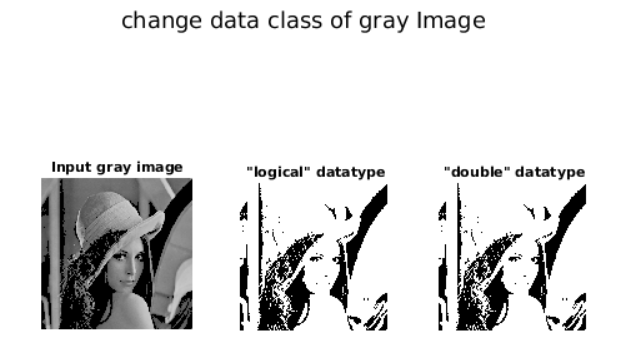 change data class of gray Image
Input gray image
"logical" datatype
"double" datatype